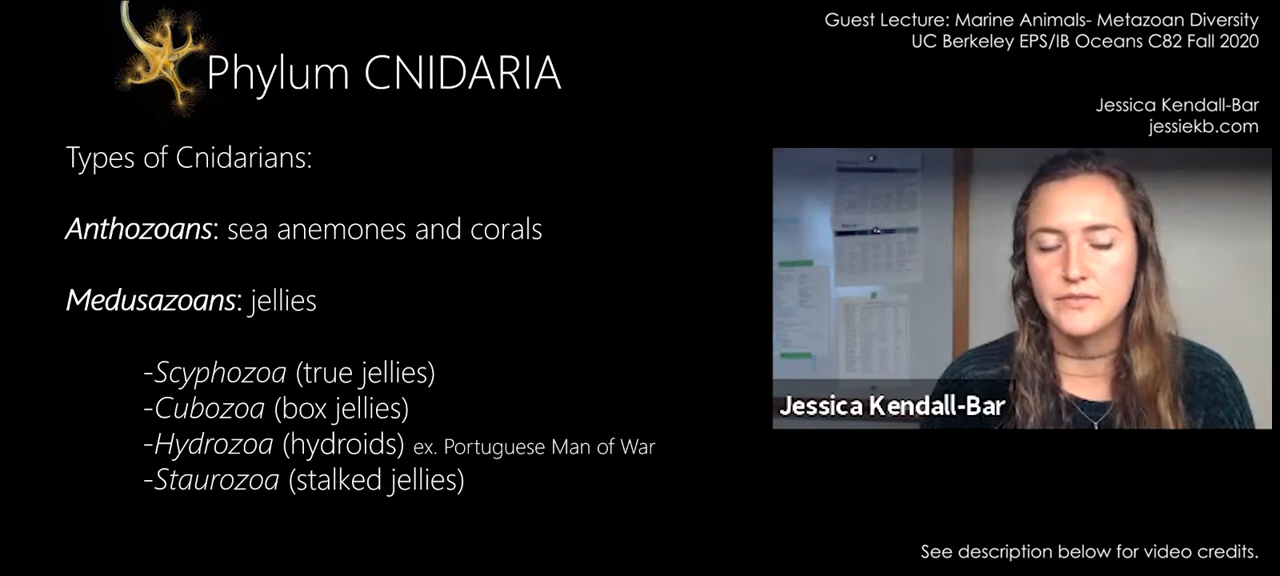 Guest Lecture: Marine Animals- Metazoan Diversity
UC Berkeley EPS/IB Oceans C82 Fall 2020
Phylum CNIDARIA
Jessica Kendall-Bar
jessiekb.com
Types of Cnidarians:
Anthozoans: sea anemones and corals
Medusazoans: jellies
-Scyphozoa (true jellies)
-Cubozoa (box jellies)
-Hydrozoa (hydroids) ex. Portuguese Man of War
-Staurozoa (stalked jellies)
Jessica Kendall-Bar
See description below for video credits.